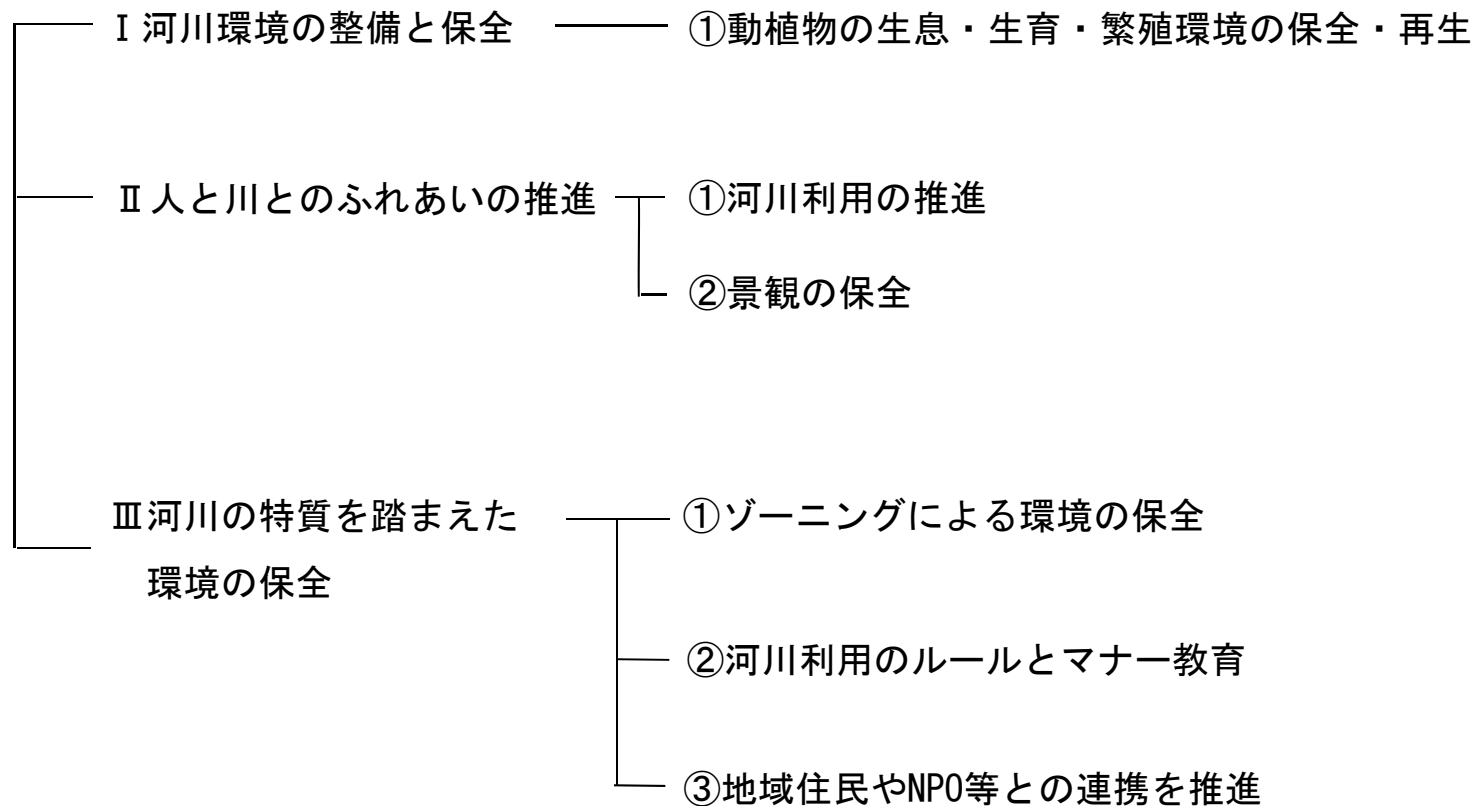 Ⅰ河川環境の整備と保全
①動植物の生息・生育・繁殖環境の保全・再生
Ⅱ人と川とのふれあいの推進
①河川利用の推進
②景観の保全
Ⅲ河川の特質を踏まえた
環境の保全
①ゾーニングによる環境の保全
②河川利用のルールとマナー教育
③地域住民やNPO等との連携を推進